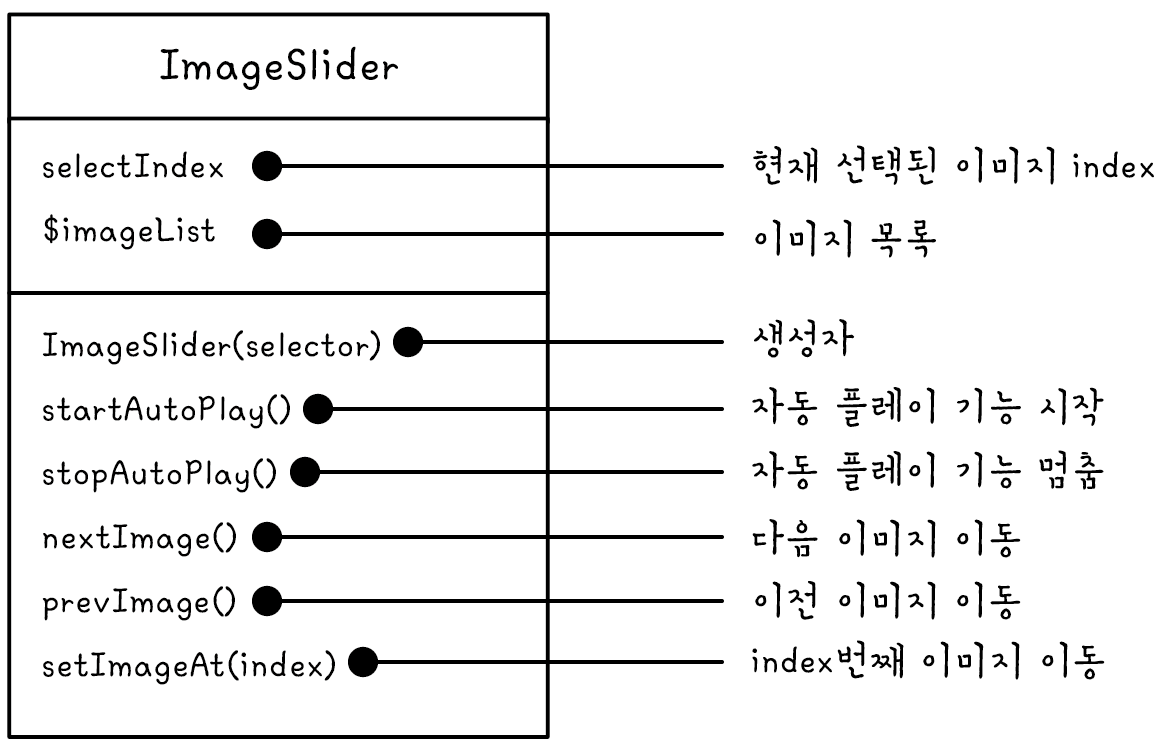 ImageSlider
selectIndex 현재 선택된 이미지 index
$imageList 이미지 목록
ImageSlider(selector) 생성자
startAutoPlay() 자동 플레이 기능 시작
stopAutoPlay() 자동 플레이 기능 멈춤
nextImage() 다음 이미지 이동
prevImage() 이전 이미지 이동
setImageAt(index) index번째 이미지 이동